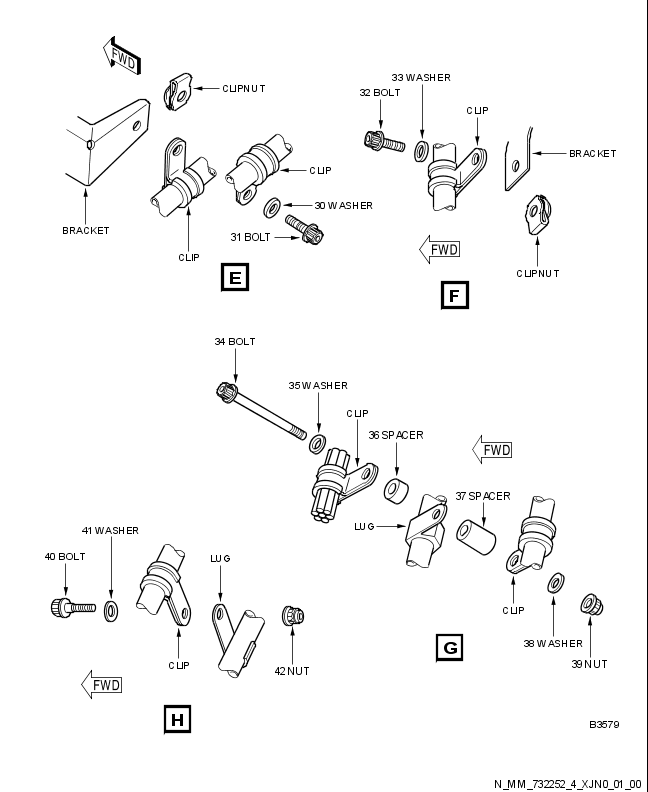 FWD
CLIPNUT
BRACKET
CLIP
CLIP
30 WASHER
31 BOLT
E
33 WASHER
32 BOLT
CLIP
BRACKET
FWD
CLIPNUT
F
34 BOLT
35 WASHER
CLIP
36 SPACER
FWD
37 SPACER
LUG
CLIP
38 WASHER
39 NUT
G
41 WASHER
40 BOLT
LUG
CLIP
42 NUT
FWD
H
B3579
N_MM_732252_4_XJN0_01_00